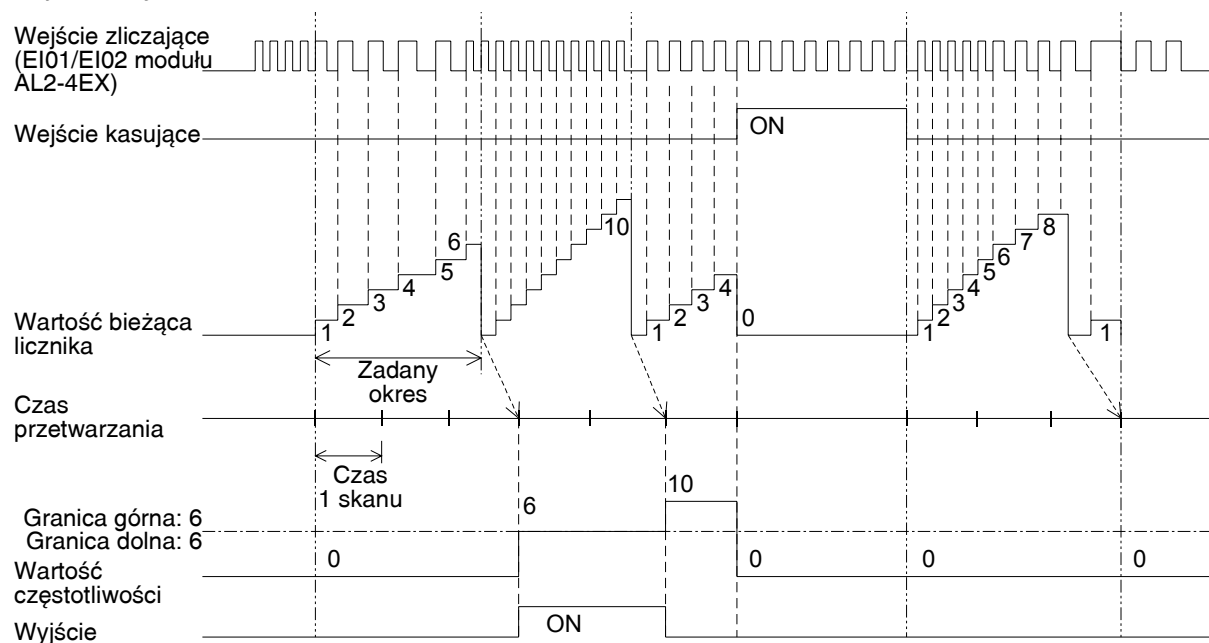 Wejście zliczające
(EI01/EI02 modułu
AL2-4EX)
Wejście kasujące
ON
Wartość bieżąca
licznika
1
2
3
4
5
6
10
1
2
3
4
0
1
2
3
4
5
6
7
8
1
Zadany
okres
Czas
przetwarzania
Czas
1 skanu
Granica górna: 6
Granica dolna: 6
Wartość
częstotliwości
0
6
10
0
0
0
Wyjście
ON